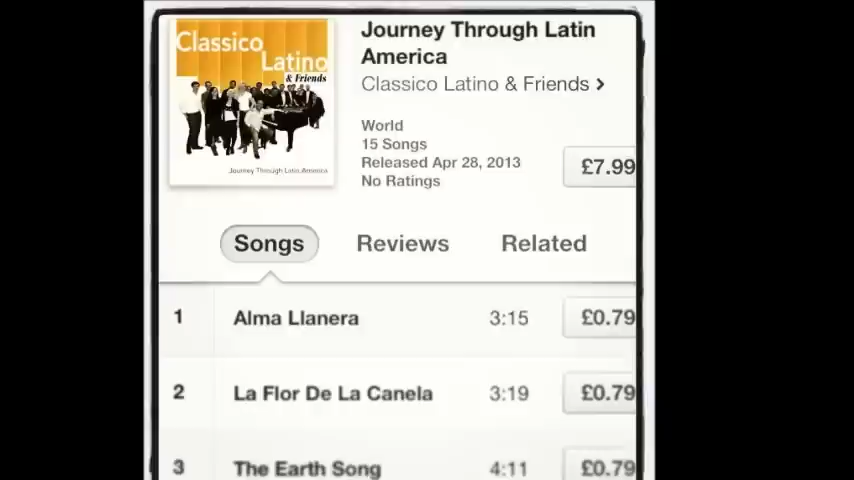 Classico
Latino
& Friends
Journey Through Latin America
Journey Through Latin
America
Classico Latino & Friends >
World
15 Songs
Released Apr 28, 2013
No Ratings
£7.99
Songs
Reviews
Related
1 Alma Llanera 3:15 £0.79
2 La Flor De La Canela 3:19 £0.79
3 The Earth Song 4:11 £0.79